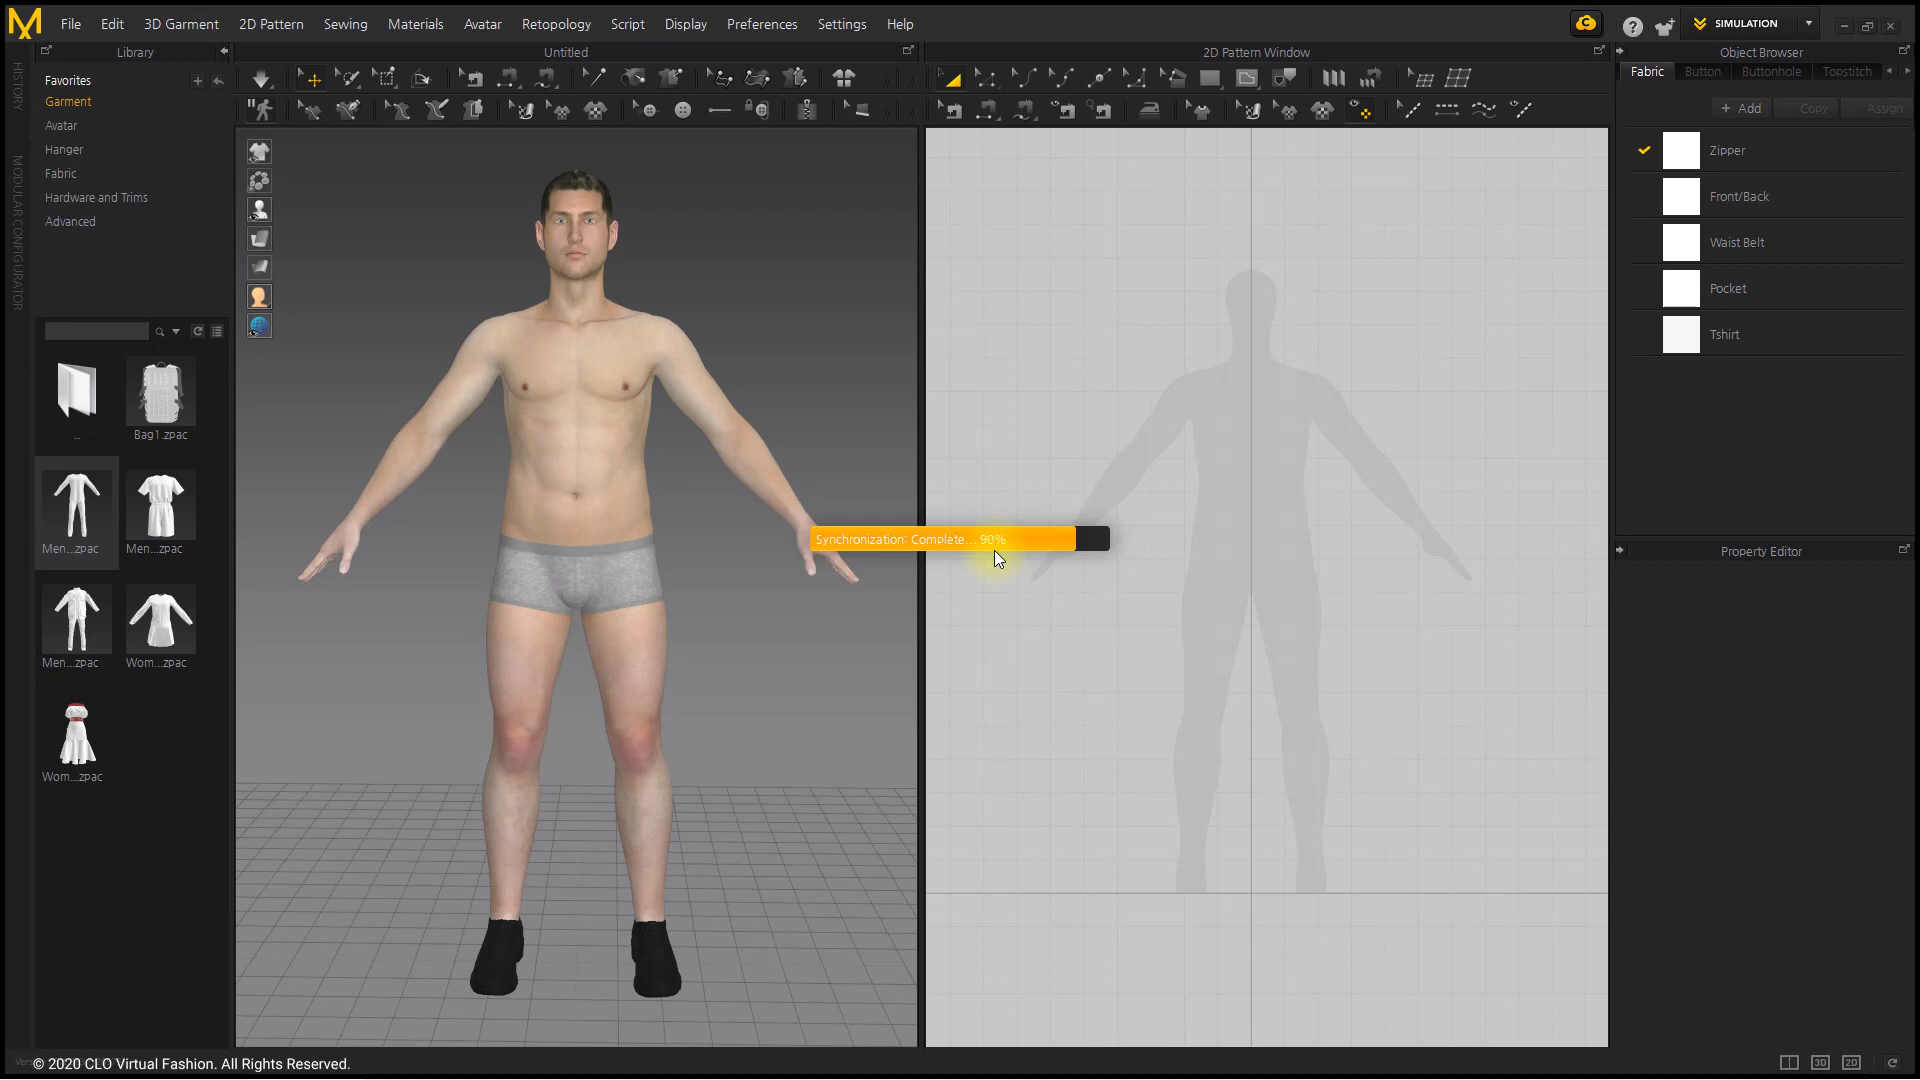 File Edit 3D Garment 2D Pattern Sewing Materials Avatar Retopology Script Display Preferences Settings Help
SIMULATION
Library
Untitled
2D Pattern Window
Object Browser
HISTORY
MODULAR CONFIGURATOR
Favorites
Garment
Avatar
Hanger
Fabric
Hardware and Trims
Advanced
..
Bag1.zpac
Men...zpac
Men...zpac
Men...zpac
Wom...zpac
Wom...zpac
Synchronization: Complete... 90%
Fabric Button Buttonhole Topstitch
+ Add Copy Assign
Zipper
Front/Back
Waist Belt
Pocket
Tshirt
Property Editor
3D 2D
© 2020 CLO Virtual Fashion. All Rights Reserved.